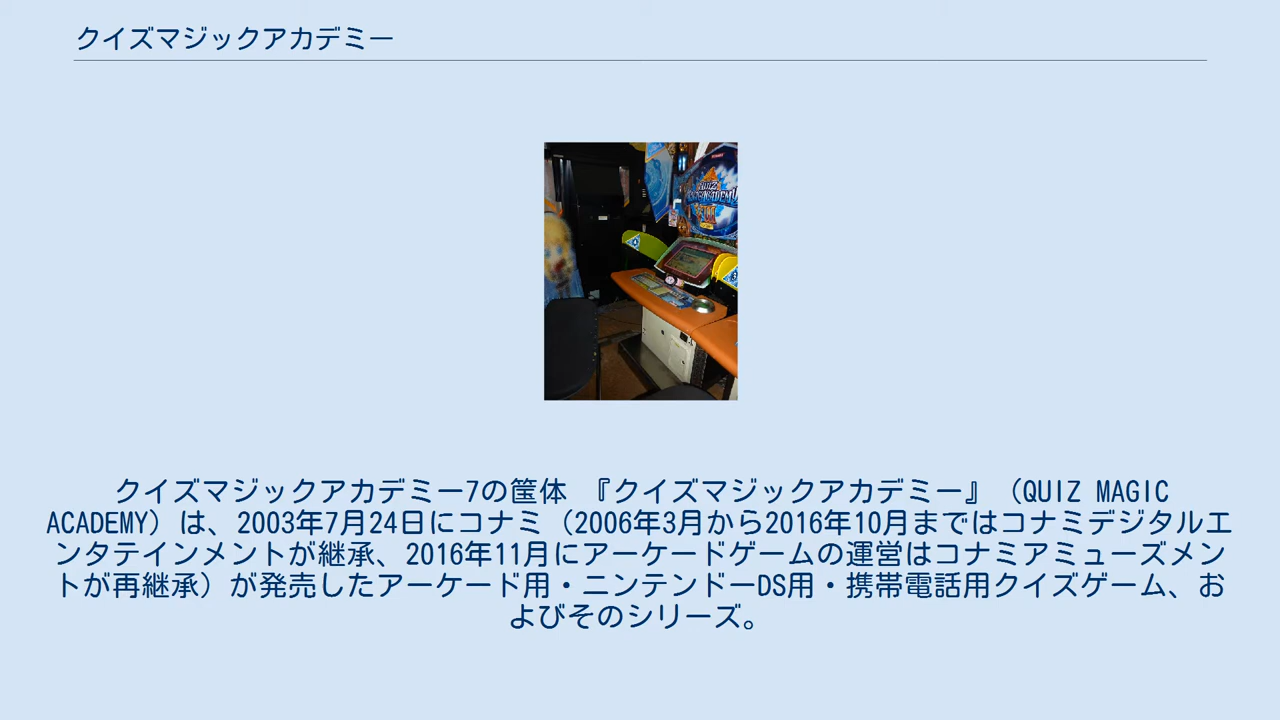 クイズマジックアカデミー
QUIZ
クイズマジックアカデミー7の筐体 『クイズマジックアカデミー』（QUIZ MAGIC
ACADEMY）は、2003年7月24日にコナミ（2006年3月から2016年10月まではコナミデジタルエ
ンタテインメントが継承、2016年11月にアーケードゲームの運営はコナミアミューズメン
トが再継承）が発売したアーケード用・ニンテンドーDS用・携帯電話用クイズゲーム、お
よびそのシリーズ。